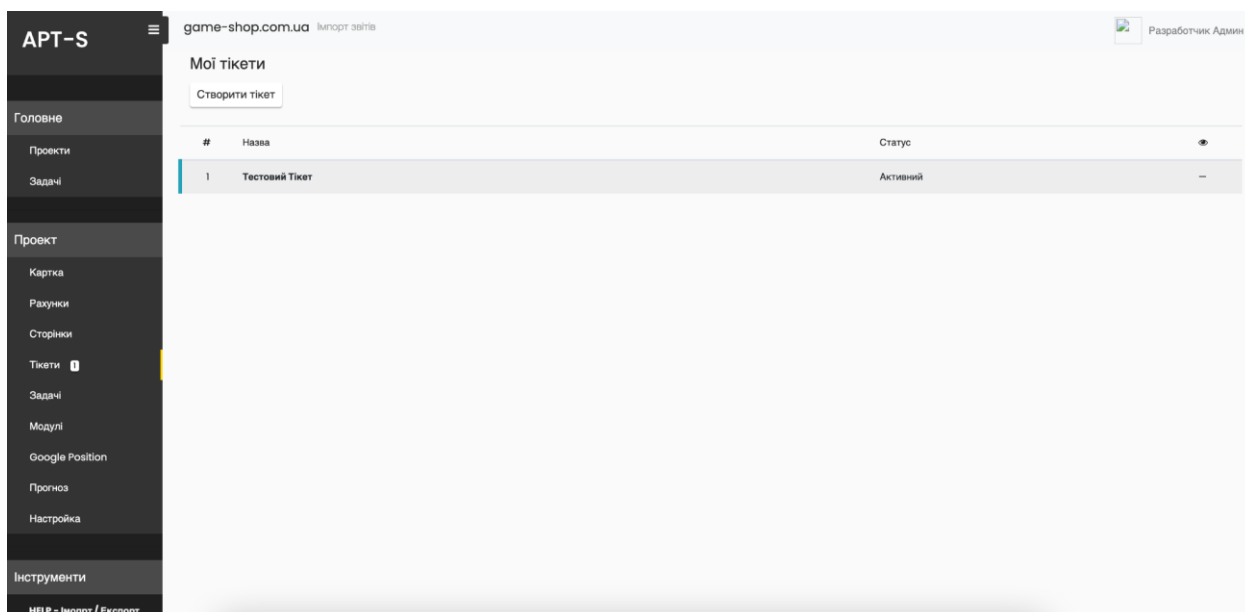 APT-S
game-shop.com.ua Імпорт звітів
Разработчик Админ
Мої тікети
Створити тікет
Головне
Проекти
Задачі
# Назва Статус
1 Тестовий Тікет Активний
Проект
Картка
Рахунки
Сторінки
Тікети 1
Задачі
Модулі
Google Position
Прогноз
Настройка
Інструменти
HELP - Імопрт / Експорт